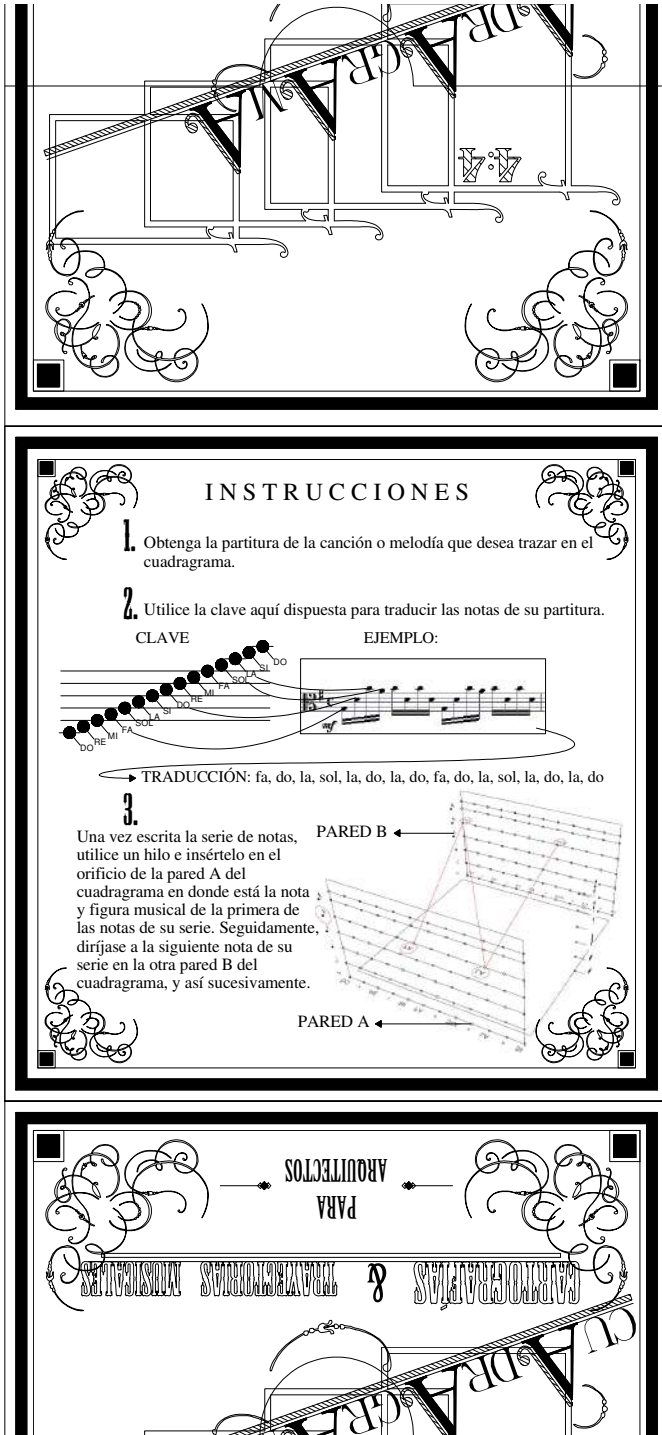 GRAMA
4:4
INSTRUCCIONES
1. Obtenga la partitura de la canción o melodía que desea trazar en el
cuadragrama.
2. Utilice la clave aquí dispuesta para traducir las notas de su partitura.
CLAVE
EJEMPLO:
DO
RE
MI
FA
SOL
LA
SI
DO
RE
MI
FA
SOL
LA
SI
DO
mf
TRADUCCIÓN: fa, do, la, sol, la, do, la, do, fa, do, la, sol, la, do, la, do
3.
Una vez escrita la serie de notas,
utilice un hilo e insértelo en el
orificio de la pared A del
cuadragrama en donde está la nota
y figura musical de la primera de
las notas de su serie. Seguidamente,
diríjase a la siguiente nota de su
serie en la otra pared B del
cuadragrama, y así sucesivamente.
PARED B
PARED A
CUADRAGRA
CARTOGRAFÍAS & TRAYECTORIAS MUSICALES
PARA
ARQUITECTOS